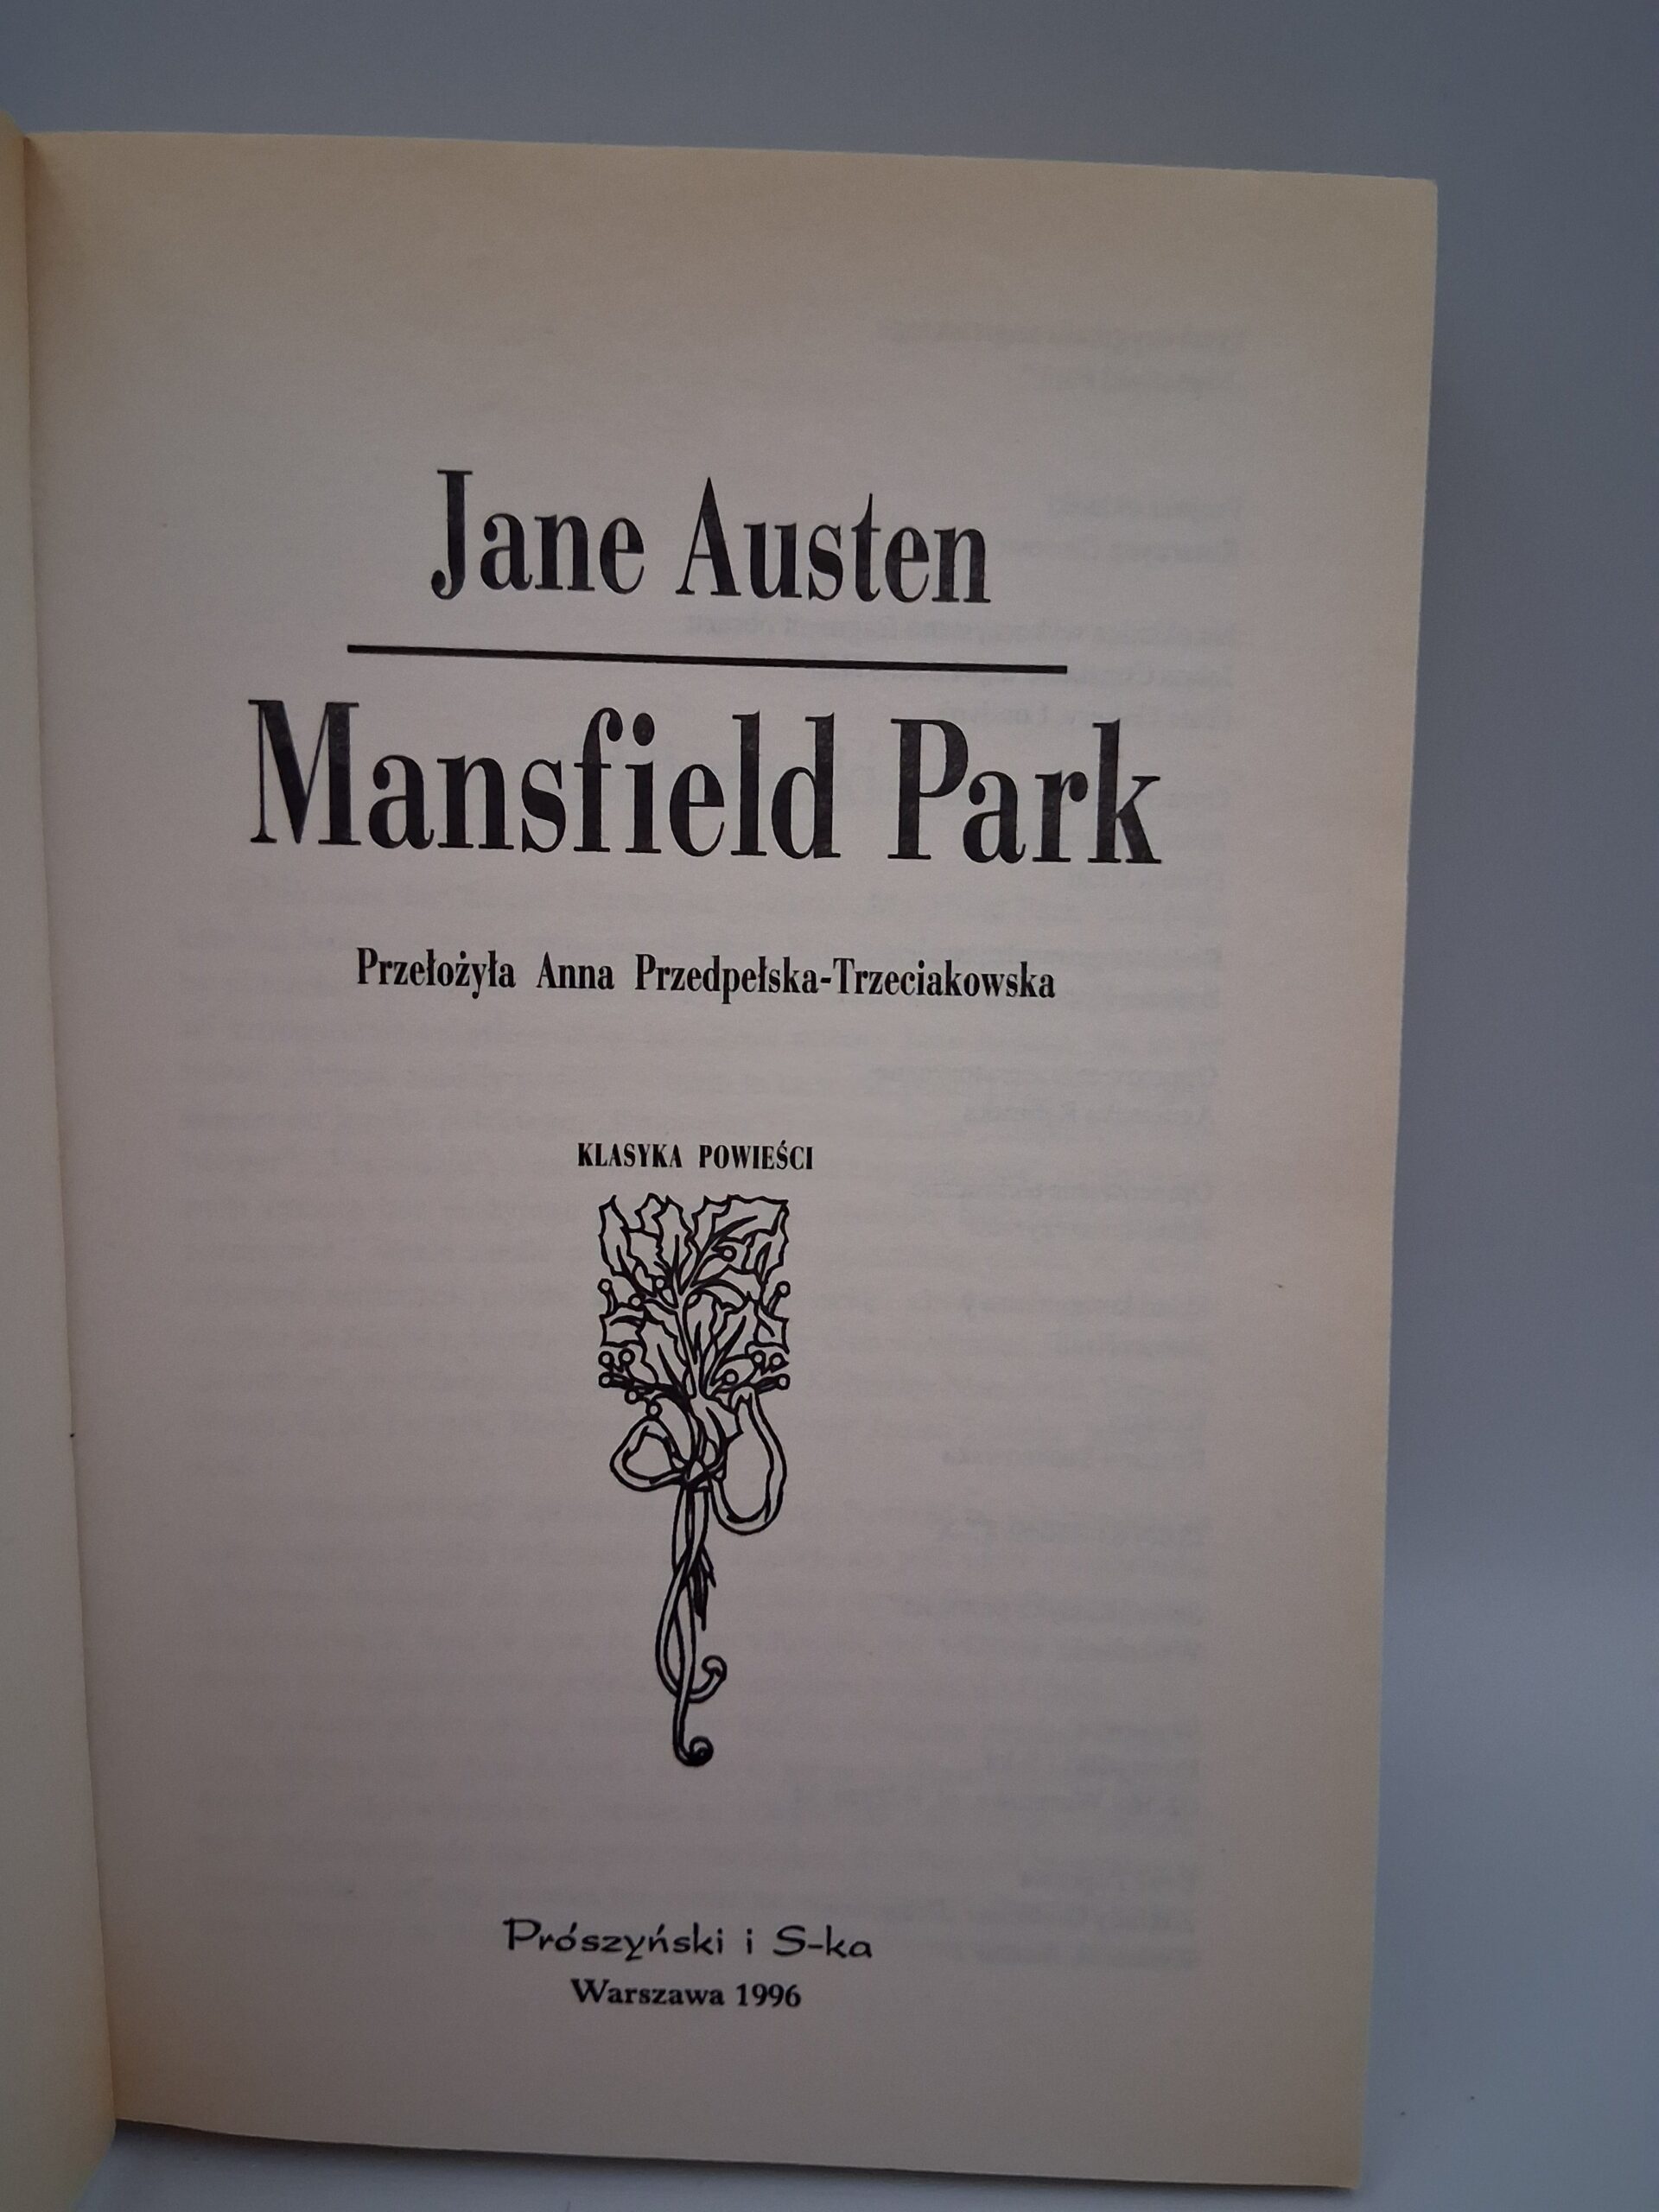 Jane Austen
Mansfield Park
Przełożyła Anna Przedpełska-Trzeciakowska
KLASYKA POWIEŚCI
Prószyński i S-ka
Warszawa 1996